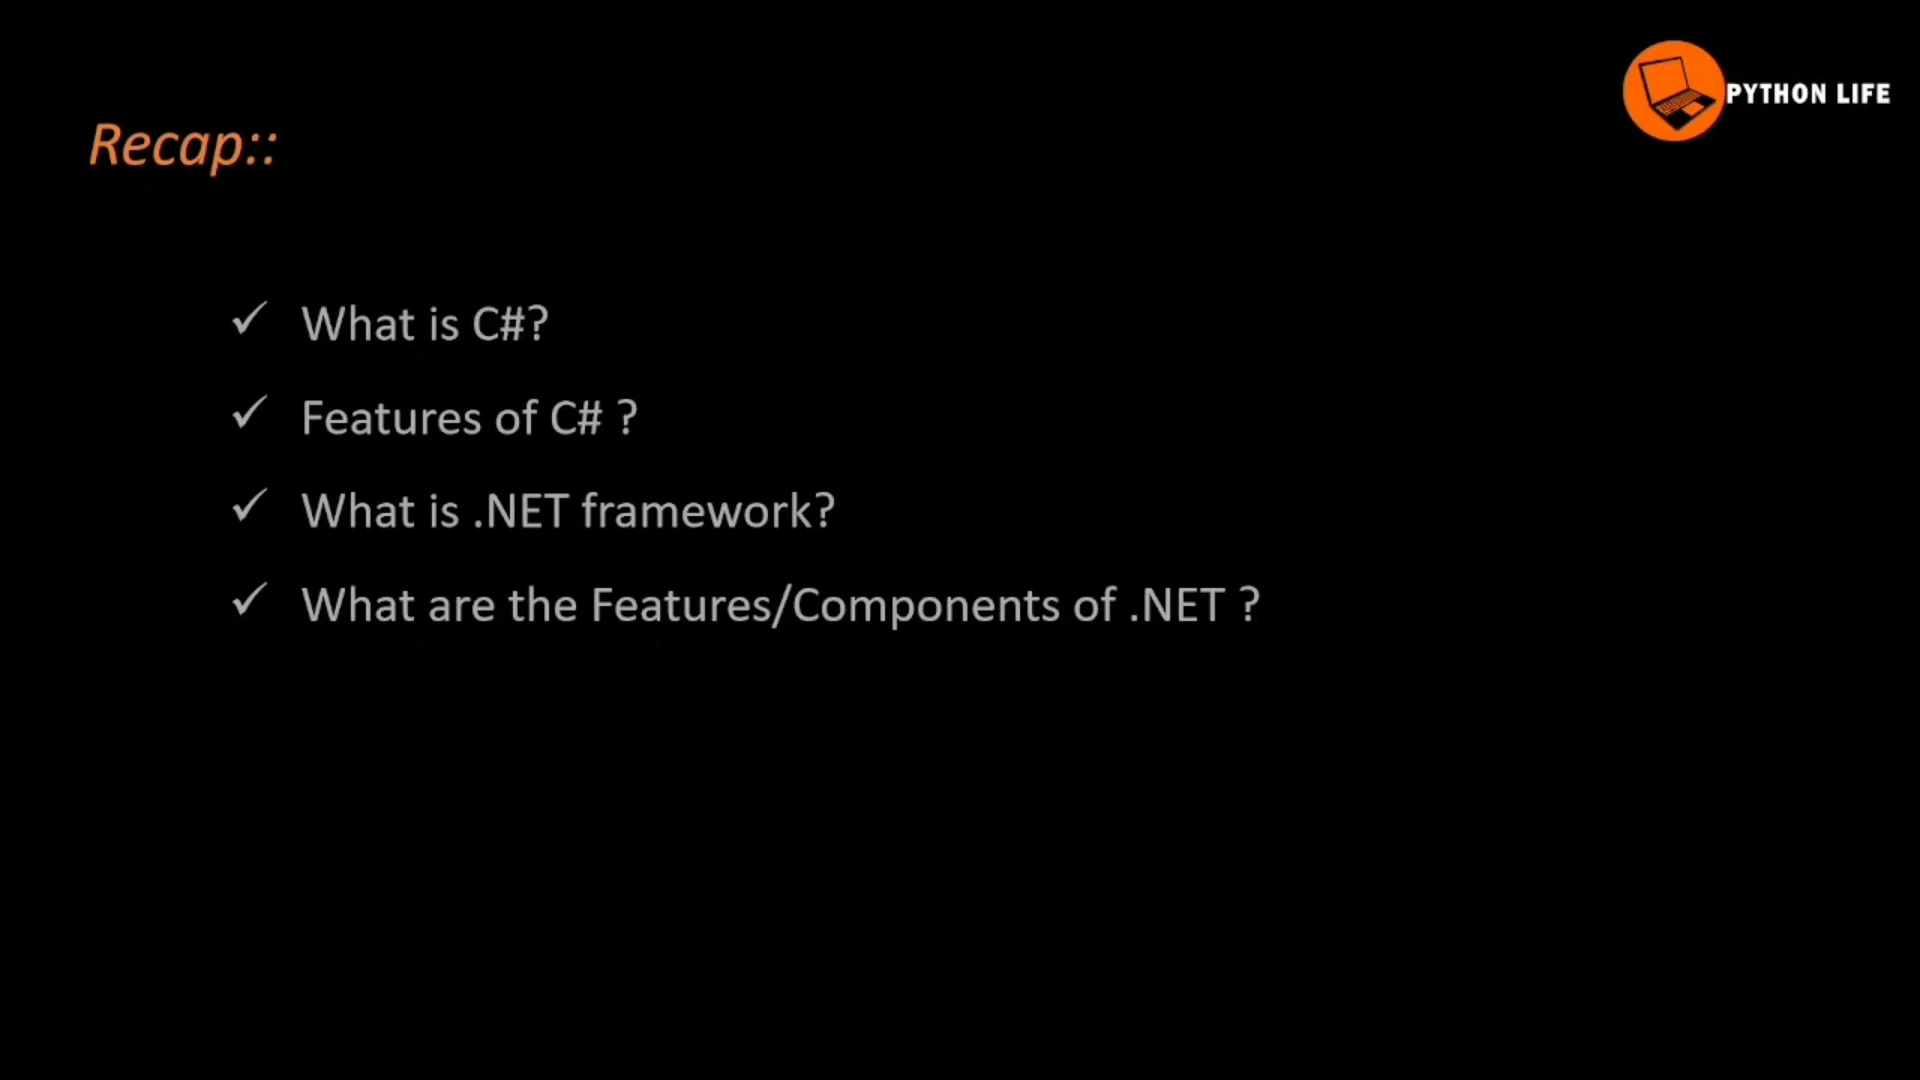 PYTHON LIFE
Recap::
✓ What is C#?
✓ Features of C# ?
✓ What is .NET framework?
✓ What are the Features/Components of .NET ?